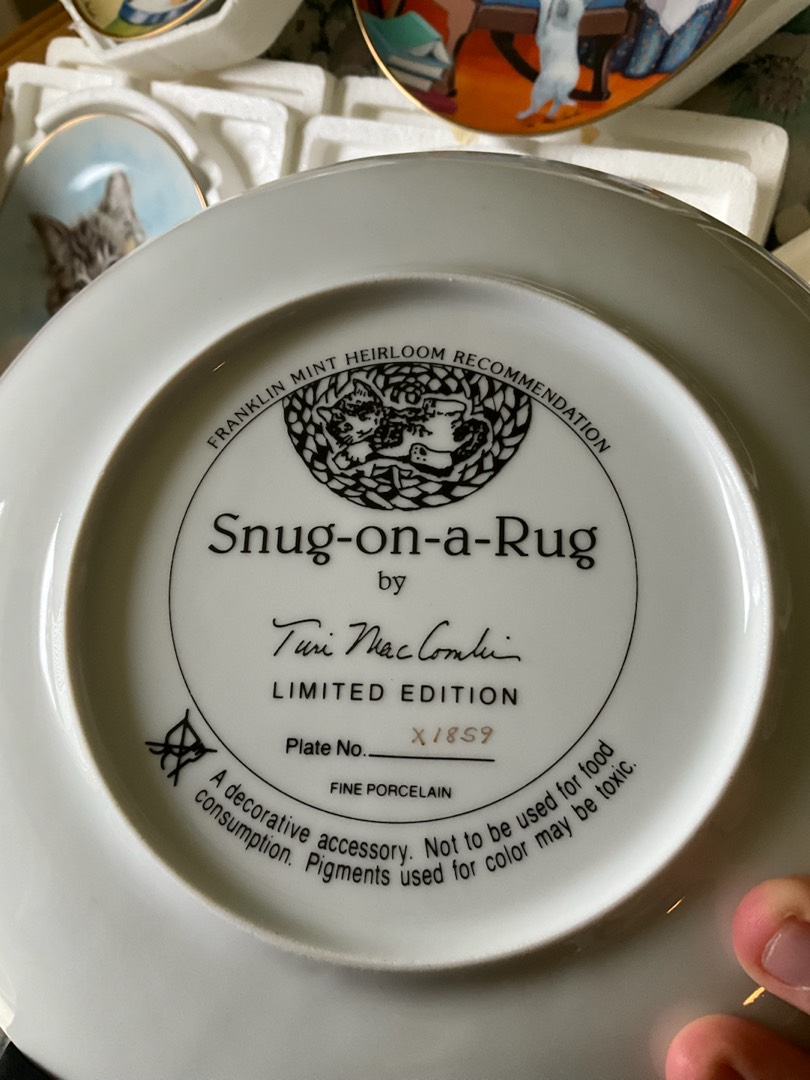 FRANKLIN MINT HEIRLOOM RECOMMENDATION
Snug-on-a-Rug
by
Turi MacCombie
LIMITED EDITION
Plate No. X1859
FINE PORCELAIN
A decorative accessory. Not to be used for food
consumption. Pigments used for color may be toxic.